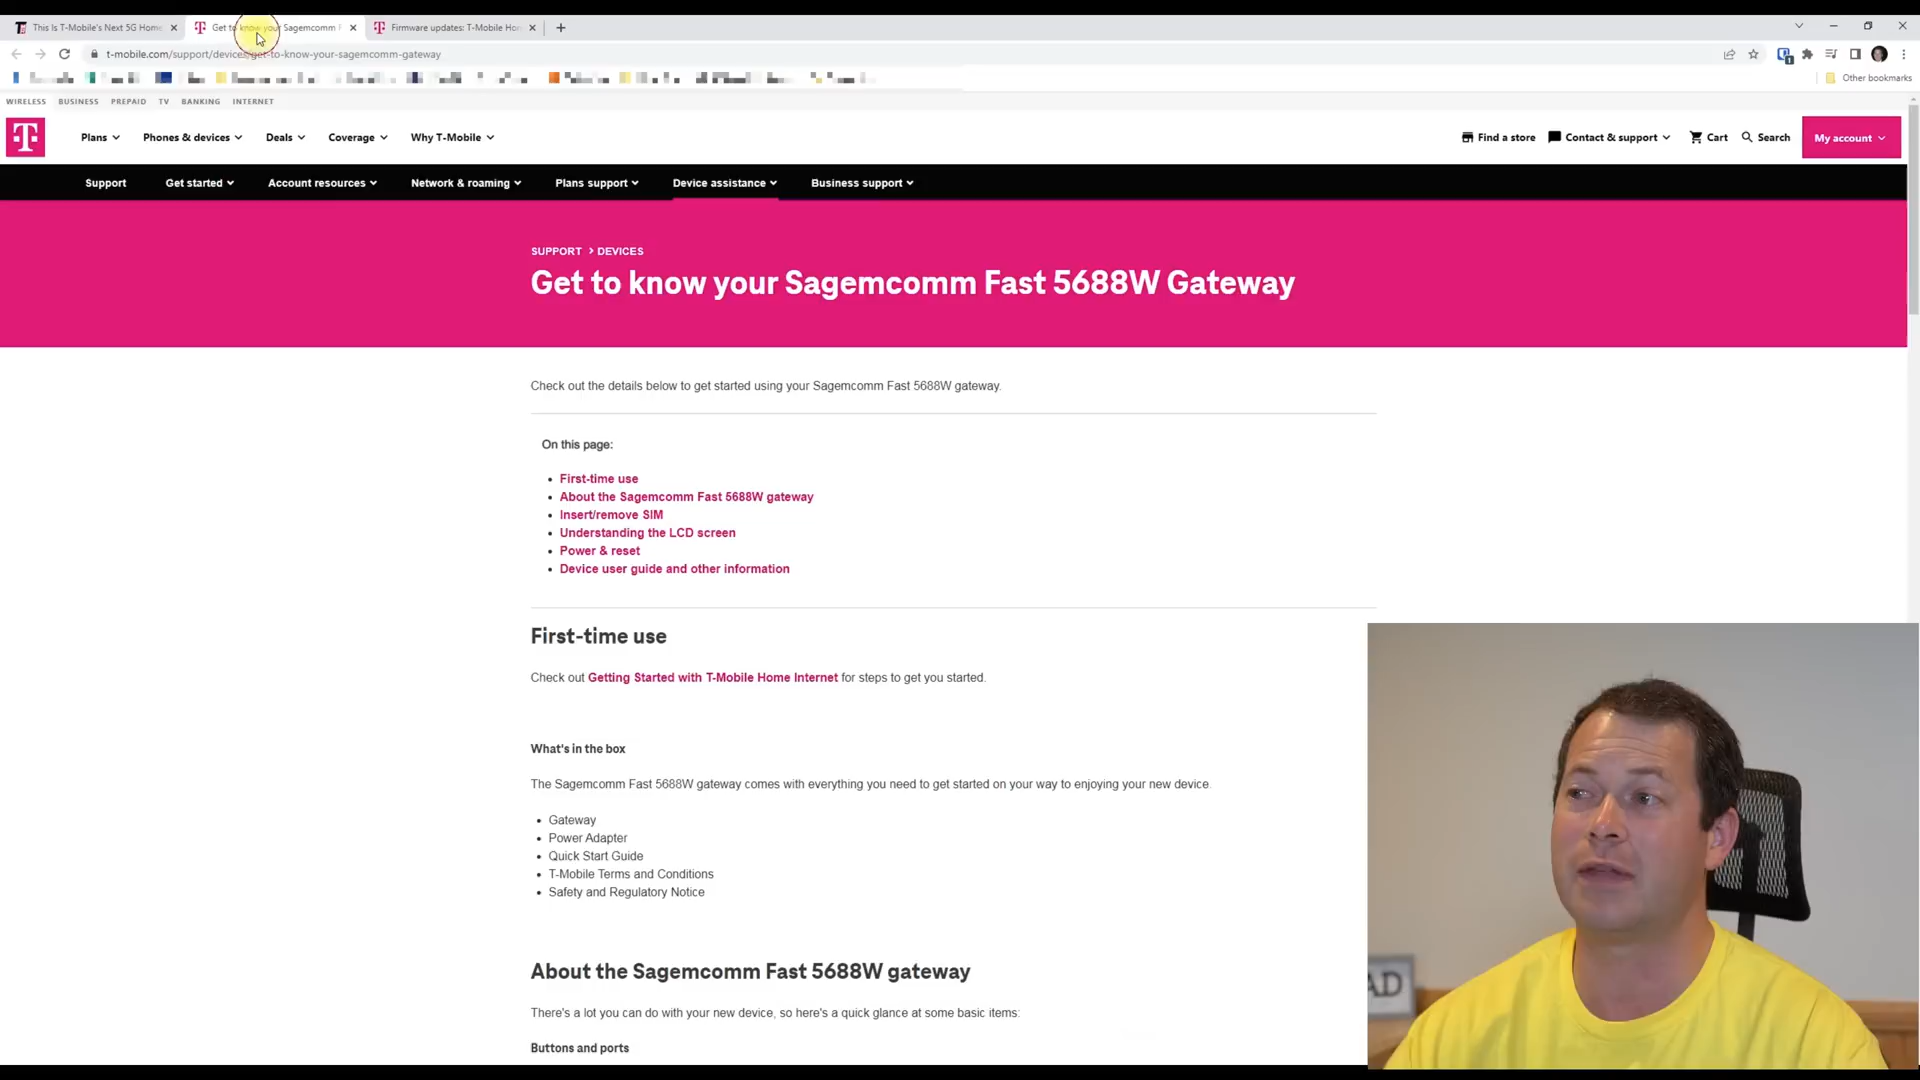 This Is T-Mobile's Next 5G Home
Get to know your Sagemcomm F
Firmware updates: T-Mobile Hom
t-mobile.com/support/devices/get-to-know-your-sagemcomm-gateway
Other bookmarks
WIRELESS BUSINESS PREPAID TV BANKING INTERNET
Plans Phones & devices Deals Coverage Why T-Mobile Find a store Contact & support Cart Search My account
Support Get started Account resources Network & roaming Plans support Device assistance Business support
SUPPORT > DEVICES
Get to know your Sagemcomm Fast 5688W Gateway
Check out the details below to get started using your Sagemcomm Fast 5688W gateway.
On this page:
• First-time use
• About the Sagemcomm Fast 5688W gateway
• Insert/remove SIM
• Understanding the LCD screen
• Power & reset
• Device user guide and other information
First-time use
Check out Getting Started with T-Mobile Home Internet for steps to get you started.
What's in the box
The Sagemcomm Fast 5688W gateway comes with everything you need to get started on your way to enjoying your new device.
• Gateway
• Power Adapter
• Quick Start Guide
• T-Mobile Terms and Conditions
• Safety and Regulatory Notice
About the Sagemcomm Fast 5688W gateway
There's a lot you can do with your new device, so here's a quick glance at some basic items:
Buttons and ports
AD